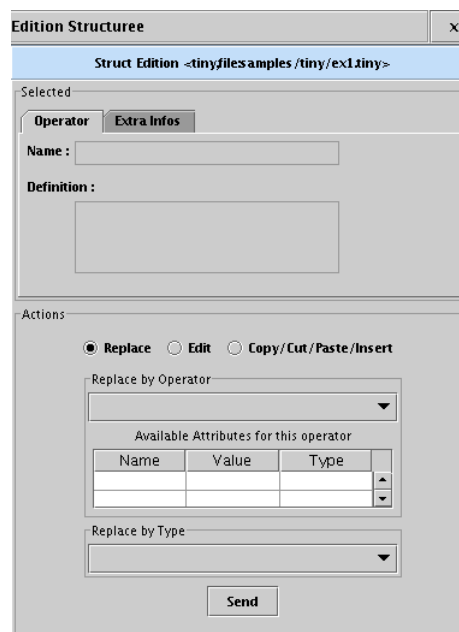 Edition Structuree x
Struct Edition <tiny,file:samples/tiny/ex1.tiny>
Selected
Operator Extra Infos
Name :
Definition :
Actions
Replace Edit Copy/Cut/Paste/Insert
Replace by Operator
Available Attributes for this operator
Name Value Type
Replace by Type
Send